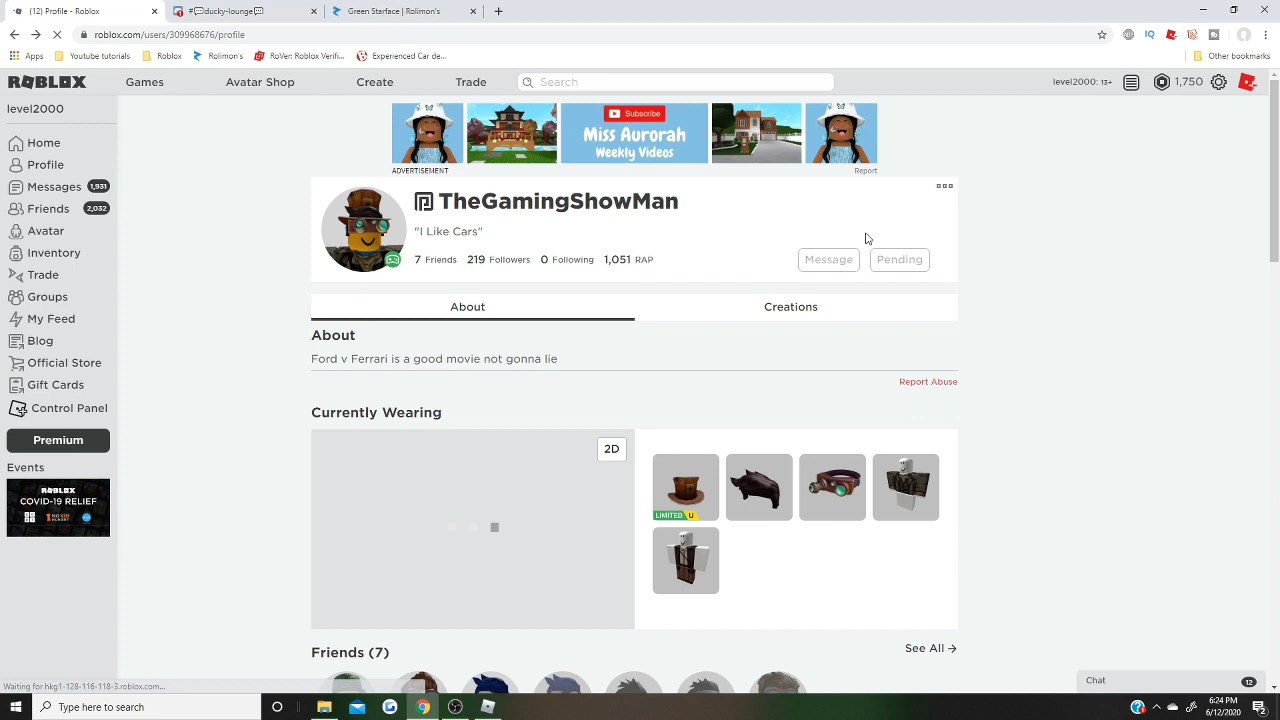 (12) Profile - Roblox
#💬ducky-lounge💬
Green Starface | Rolimon's
roblox.com/users/309968676/profile
Apps
Youtube tutorials
Roblox
Rolimon's
RoVen Roblox Verifi...
Experienced Car de...
IQ
Other bookmarks
ROBLOX
Games
Avatar Shop
Create
Trade
Search
level2000: 13+
1,750
level2000
Home
Profile
Messages 1,931
Friends 2,032
Avatar
Inventory
Trade
Groups
My Feed
Blog
Official Store
Gift Cards
Control Panel
Premium
Events
ROBLOX
COVID-19 RELIEF
NO KID HUNGRY
Subscribe
Miss Aurorah
Weekly Videos
ADVERTISEMENT
Report
TheGamingShowMan
"I Like Cars"
7 Friends 219 Followers 0 Following 1,051 RAP
Message
Pending
About
Creations
About
Ford v Ferrari is a good movie not gonna lie
Report Abuse
Currently Wearing
2D
LIMITED U
Friends (7)
See All →
Chat
12
Waiting for hkg1-128-116-118-3.roblox.com...
Type here to search
6:24 PM
6/12/2020
2